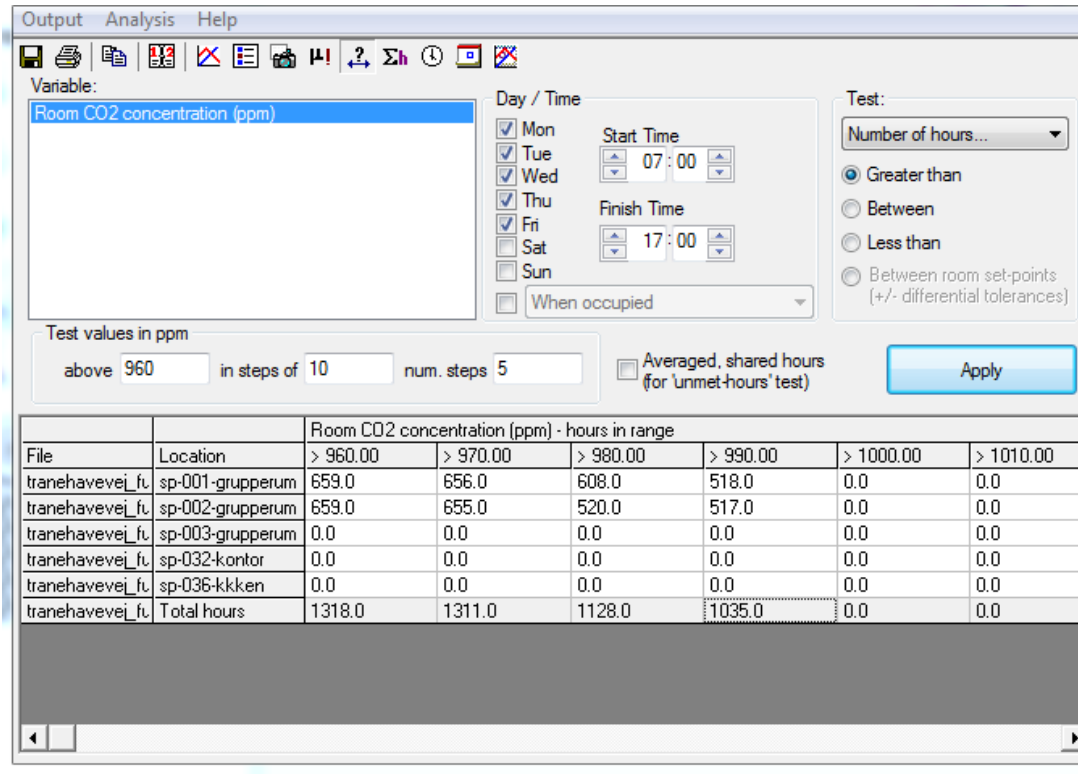 Output Analysis Help
Variable:
Room CO2 concentration (ppm)
Day / Time
Mon
Tue
Wed
Thu
Fri
Sat
Sun
Start Time
07:00
Finish Time
17:00
When occupied
Test:
Number of hours...
Greater than
Between
Less than
Between room set-points
(+/- differential tolerances)
Test values in ppm
above 960 in steps of 10 num. steps 5
Averaged, shared hours
(for 'unmet-hours' test)
Apply
Room CO2 concentration (ppm) - hours in range
File Location > 960.00 > 970.00 > 980.00 > 990.00 > 1000.00 > 1010.00
tranehavevej_fu sp-001-grupperum 659.0 656.0 608.0 518.0 0.0 0.0
tranehavevej_fu sp-002-grupperum 659.0 655.0 520.0 517.0 0.0 0.0
tranehavevej_fu sp-003-grupperum 0.0 0.0 0.0 0.0 0.0 0.0
tranehavevej_fu sp-032-kontor 0.0 0.0 0.0 0.0 0.0 0.0
tranehavevej_fu sp-036-kkken 0.0 0.0 0.0 0.0 0.0 0.0
tranehavevej_fu Total hours 1318.0 1311.0 1128.0 1035.0 0.0 0.0